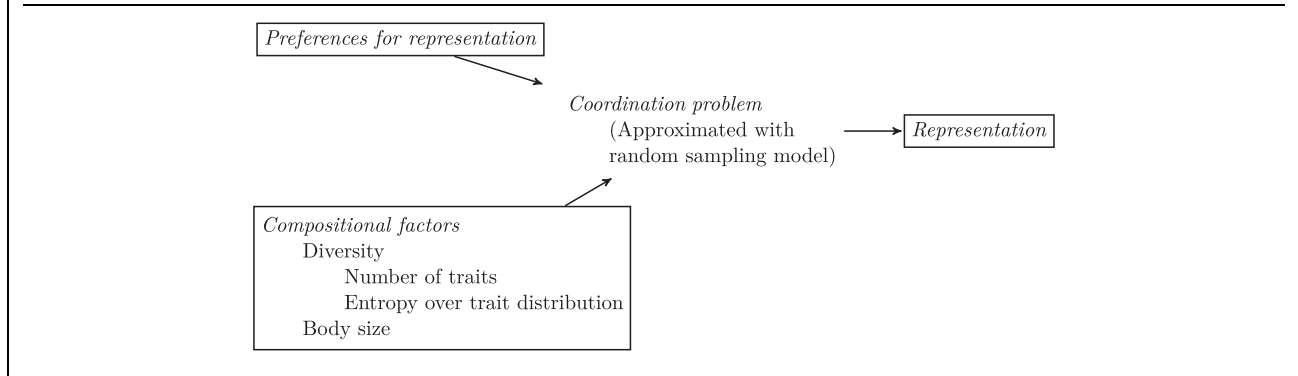 Preferences for representation
Coordination problem
(Approximated with
random sampling model)
Representation
Compositional factors
Diversity
Number of traits
Entropy over trait distribution
Body size